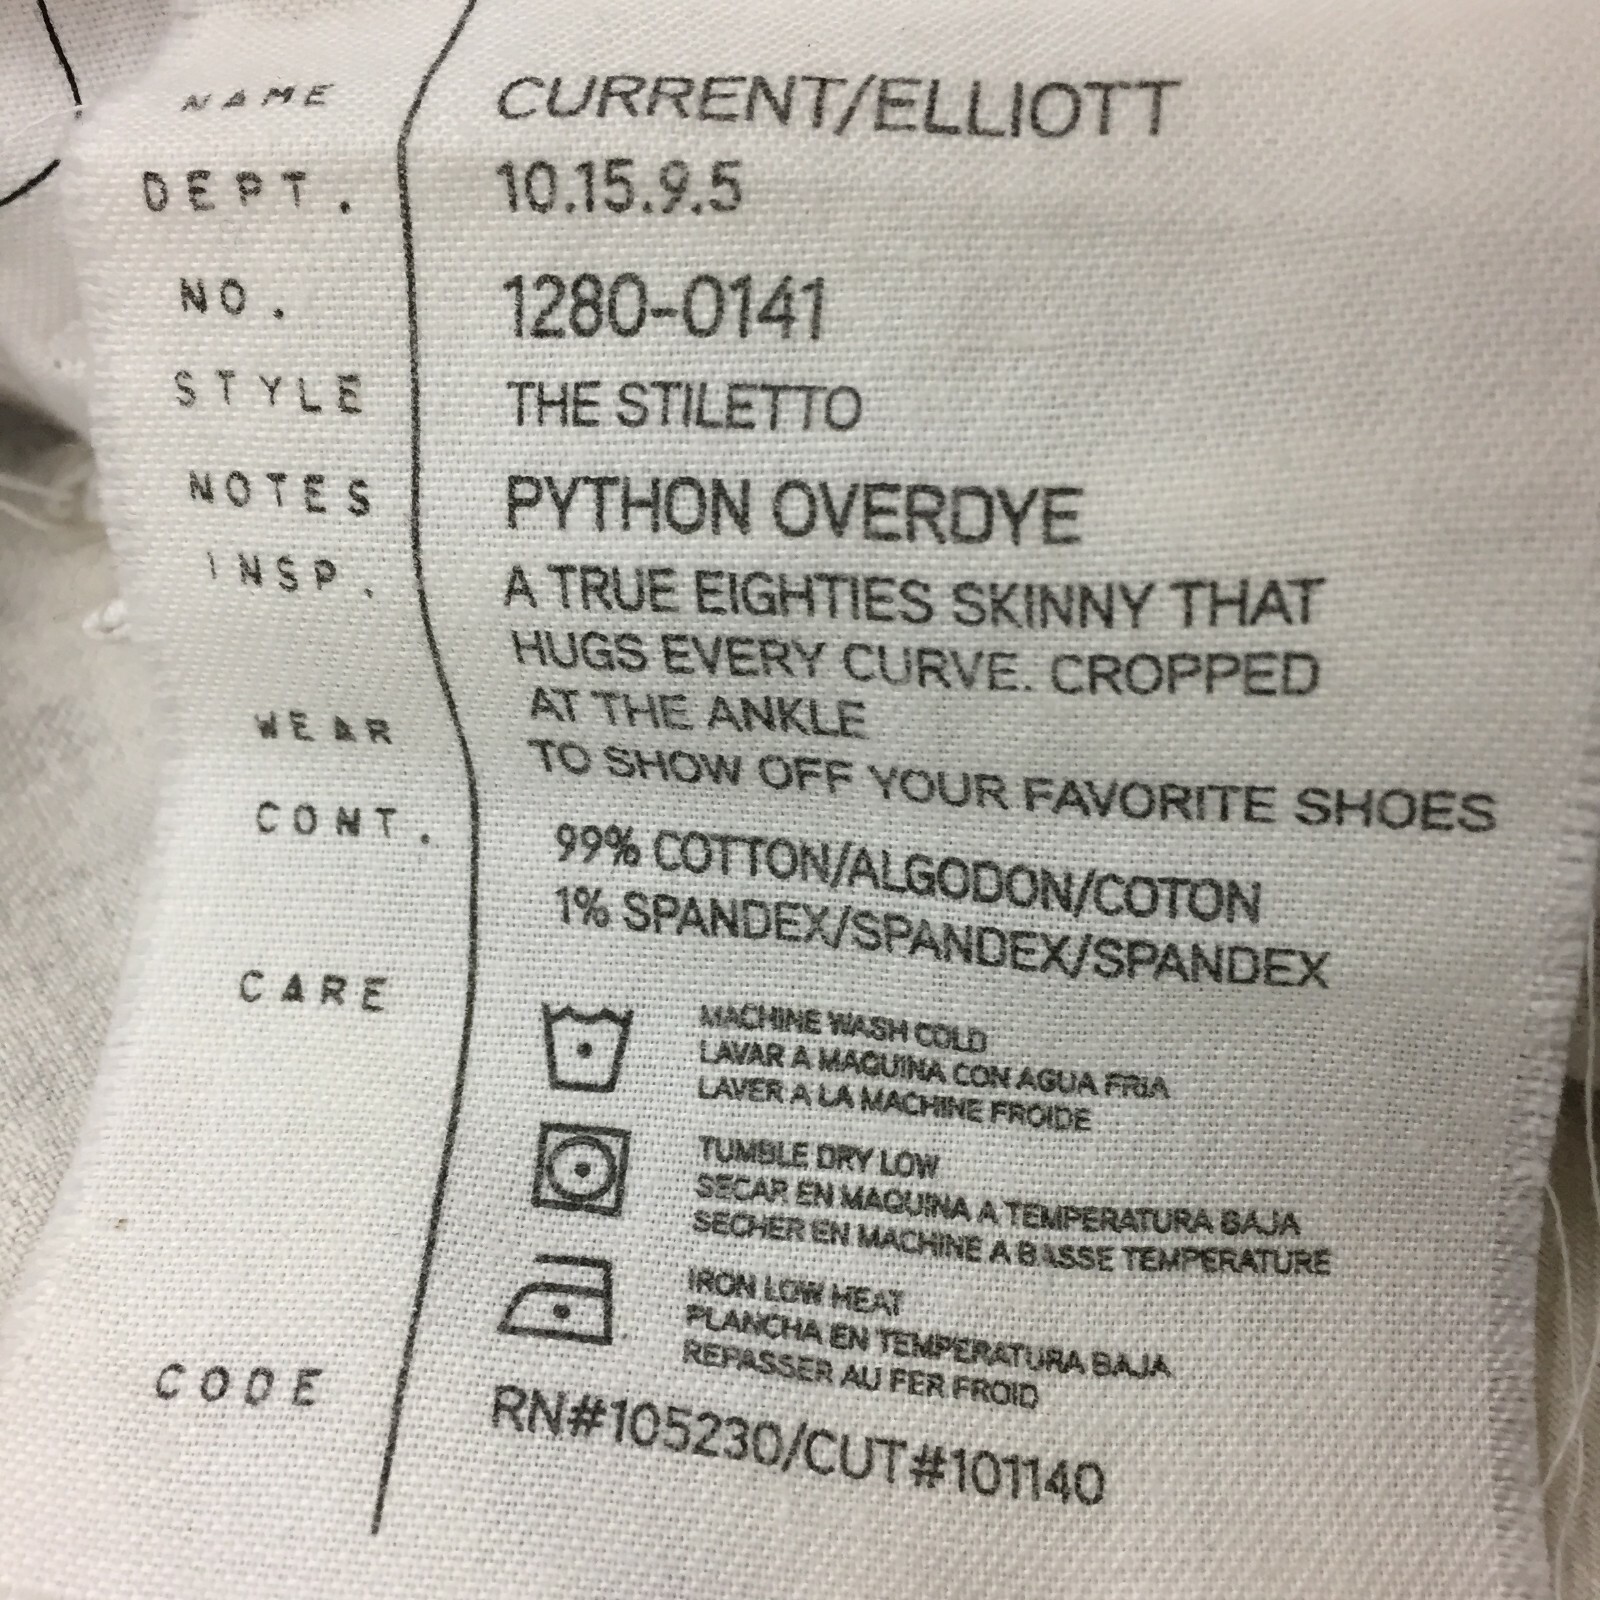 NAME CURRENT/ELLIOTT
DEPT. 10.15.9.5
NO. 1280-0141
STYLE THE STILETTO
NOTES PYTHON OVERDYE
INSP. A TRUE EIGHTIES SKINNY THAT
HUGS EVERY CURVE. CROPPED
AT THE ANKLE
WEAR TO SHOW OFF YOUR FAVORITE SHOES
CONT. 99% COTTON/ALGODON/COTON
1% SPANDEX/SPANDEX/SPANDEX
CARE MACHINE WASH COLD
LAVAR A MAQUINA CON AGUA FRIA
LAVER A LA MACHINE FROIDE
TUMBLE DRY LOW
SECAR EN MAQUINA A TEMPERATURA BAJA
SECHER EN MACHINE A BASSE TEMPERATURE
IRON LOW HEAT
PLANCHA EN TEMPERATURA BAJA
REPASSER AU FER FROID
CODE RN#105230/CUT#101140